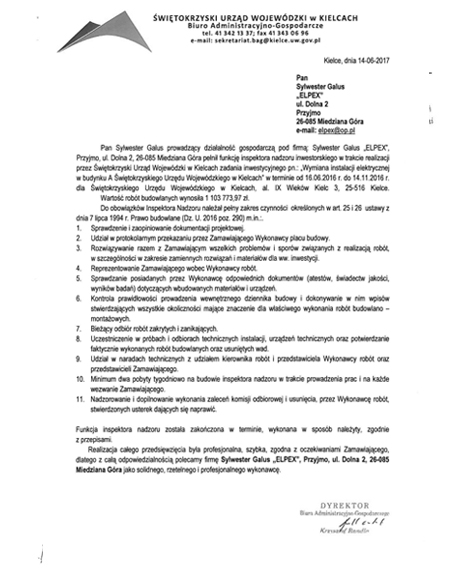 ŚWIĘTOKRZYSKI URZĄD WOJEWÓDZKI w KIELCACH
Biuro Administracyjno-Gospodarcze
tel. 41 342 13 37; fax 41 343 06 96
e-mail: sekretariat.bag@kielce.uw.gov.pl
Kielce, dnia 14-06-2017
Pan
Sylwester Galus
„ELPEX"
ul. Dolna 2
Przyjmo
26-085 Miedziana Góra
e-mail: elpex@op.pl
Pan Sylwester Galus prowadzący działalność gospodarczą pod firmą; Sylwester Galus „ELPEX",
Przyjmo, ul. Dolna 2, 26-085 Miedziana Góra pełnił funkcję inspektora nadzoru inwestorskiego w trakcie realizacji
przez Świętokrzyski Urząd Wojewódzki w Kielcach zadania inwestycyjnego pn.: „Wymiana instalacji elektrycznej
w budynku A Świętokrzyskiego Urzędu Wojewódzkiego w Kielcach" w terminie od 16.06.2016 r. do 14.11.2016 r.
dla Świętokrzyskiego Urzędu Wojewódzkiego w Kielcach, al. IX Wieków Kielc 3, 25-516 Kielce.
Wartość robót budowlanych wynosiła 1 103 773,97 zł.
Do obowiązków Inspektora Nadzoru należał pełny zakres czynności określonych w art. 25 i 26 ustawy z
dnia 7 lipca 1994 r. Prawo budowlane (Dz. U. 2016 poz. 290) m.in.:.
1. Sprawdzenie i zaopiniowanie dokumentacji projektowej.
2. Udział w protokolarnym przekazaniu przez Zamawiającego Wykonawcy placu budowy.
3. Rozwiązywanie razem z Zamawiającym wszelkich problemów i sporów związanych z realizacją robót,
w szczególności w zakresie zamiennych rozwiązań i materiałów dla ww. inwestycji.
4. Reprezentowanie Zamawiającego wobec Wykonawcy robót.
5. Sprawdzenie posiadanych przez Wykonawcę odpowiednich dokumentów (atestów, świadectw jakości,
wyników badań) dotyczących wbudowanych materiałów i urządzeń.
6. Kontrola prawidłowości prowadzenia wewnętrznego dziennika budowy i dokonywanie w nim wpisów
stwierdzających wszystkie okoliczności mające znaczenie dla właściwego wykonania robót budowlano –
montażowych.
7. Bieżący odbiór robót zakrytych i zanikających.
8. Uczestniczenie w próbach i odbiorach technicznych instalacji, urządzeń technicznych oraz potwierdzanie
faktycznie wykonanych robót budowlanych oraz usuniętych wad.
9. Udział w naradach technicznych z udziałem kierownika robót i przedstawiciela Wykonawcy robót oraz
przedstawicieli Zamawiającego.
10. Minimum dwa pobyty tygodniowo na budowie inspektora nadzoru w trakcie prowadzenia prac i na każde
wezwanie Zamawiającego.
11. Nadzorowanie i dopilnowanie wykonania zaleceń komisji odbiorowej i usunięcia, przez Wykonawcę robót,
stwierdzonych usterek dających się naprawić.
Funkcja inspektora nadzoru została zakończona w terminie, wykonana w sposób należyty, zgodnie
z przepisami.
Realizacja całego przedsięwzięcia była profesjonalna, szybka, zgodna z oczekiwaniami Zamawiającego,
dlatego z całą odpowiedzialnością polecamy firmę Sylwester Galus „ELPEX", Przyjmo, ul. Dolna 2, 26-085
Miedziana Góra jako solidnego, rzetelnego i profesjonalnego wykonawcę.
DYREKTOR
Biura Administracyjno-Gospodarczego
Krzysztof